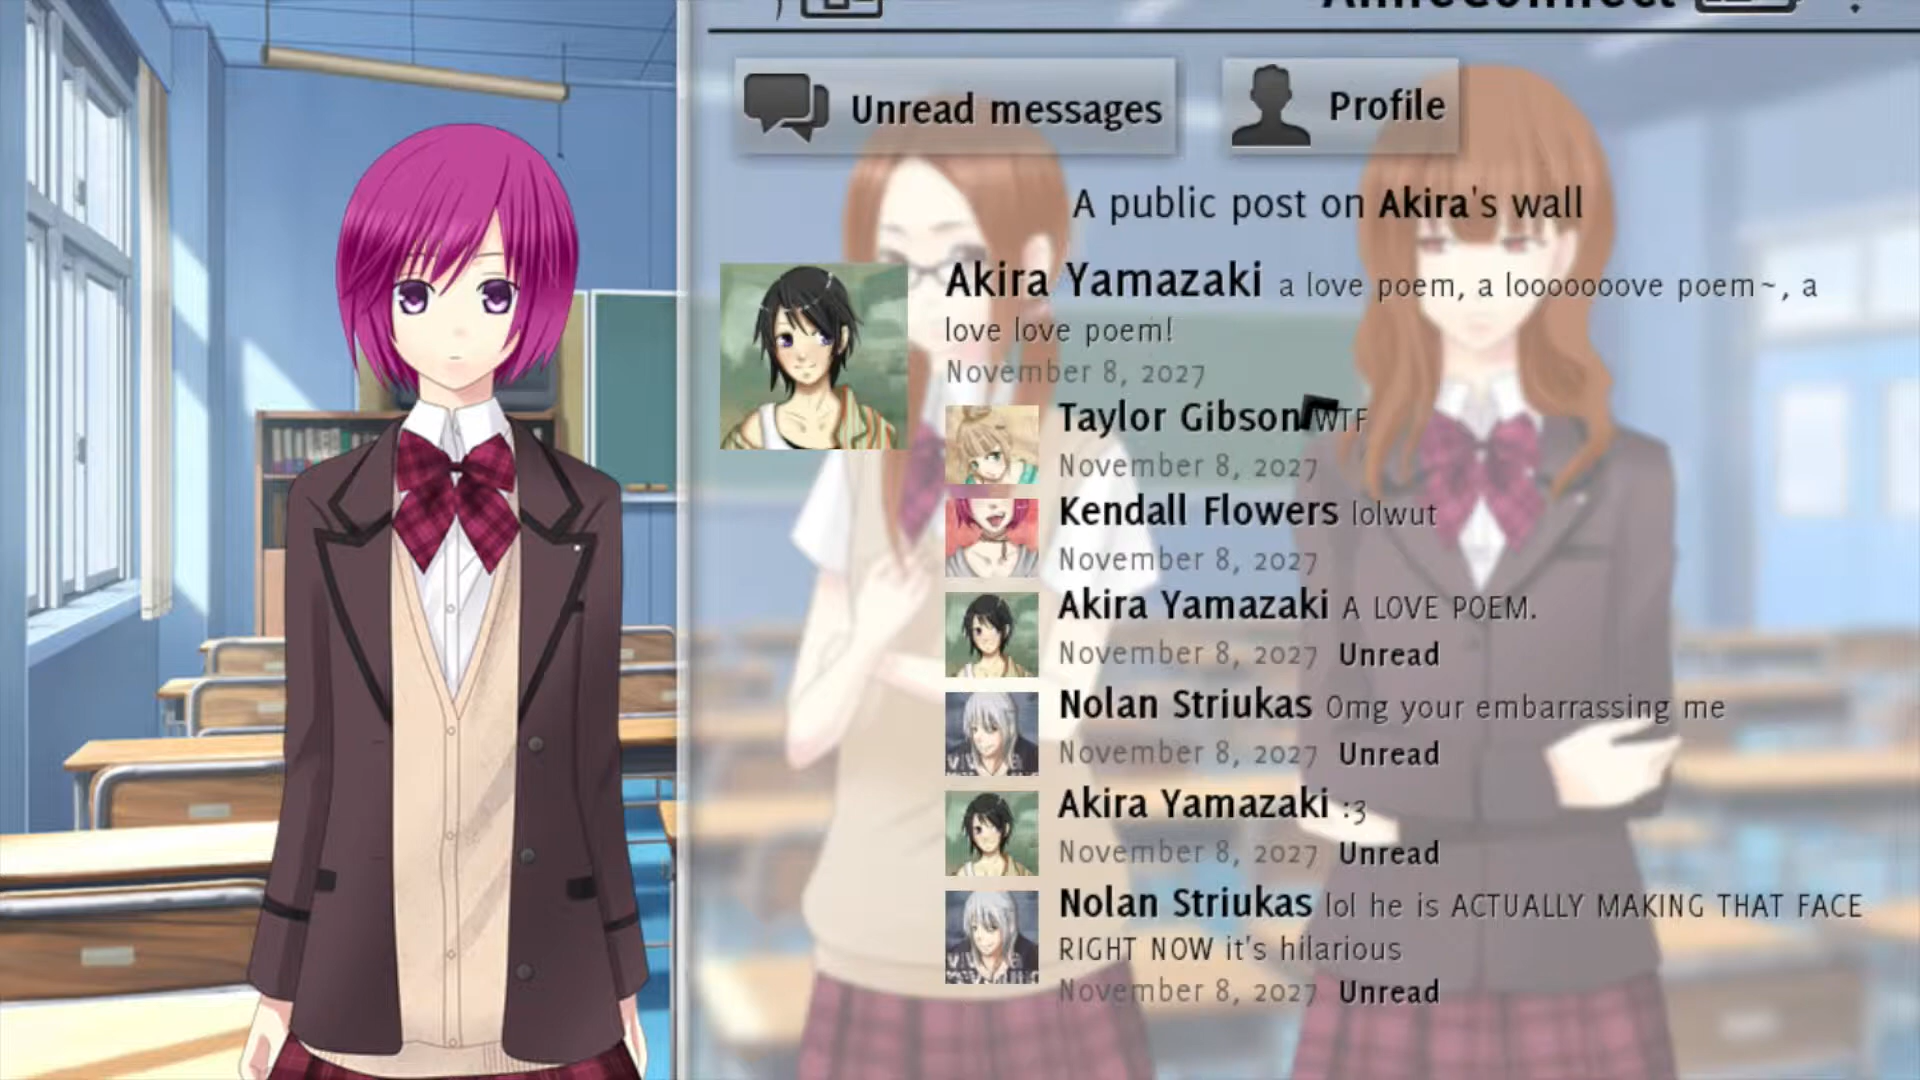 Unread messages
Profile
A public post on Akira's wall
Akira Yamazaki a love poem, a looooooove poem~, a
love love poem!
November 8, 2027
Taylor Gibson WTF
November 8, 2027
Kendall Flowers lolwut
November 8, 2027
Akira Yamazaki A LOVE POEM.
November 8, 2027 Unread
Nolan Striukas Omg your embarrassing me
November 8, 2027 Unread
Akira Yamazaki :3
November 8, 2027 Unread
Nolan Striukas lol he is ACTUALLY MAKING THAT FACE
RIGHT NOW it's hilarious
November 8, 2027 Unread